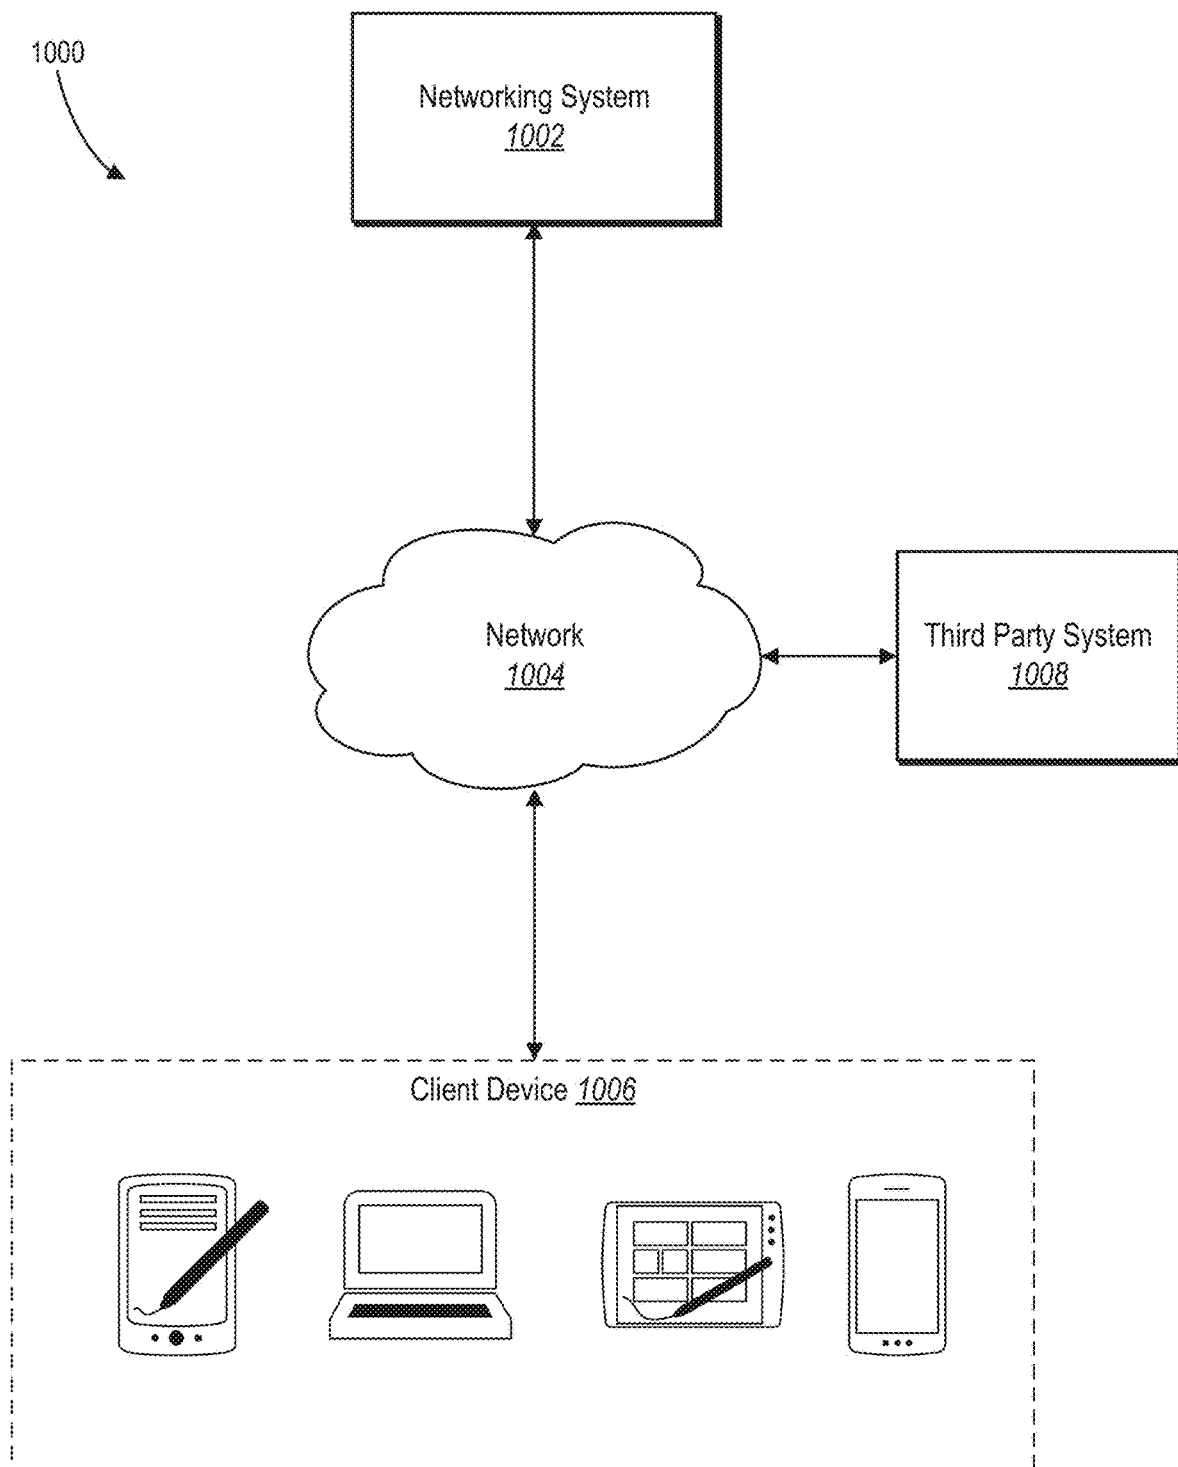 1000
Networking System
1002
Network
1004
Third Party System
1008
Client Device 1006